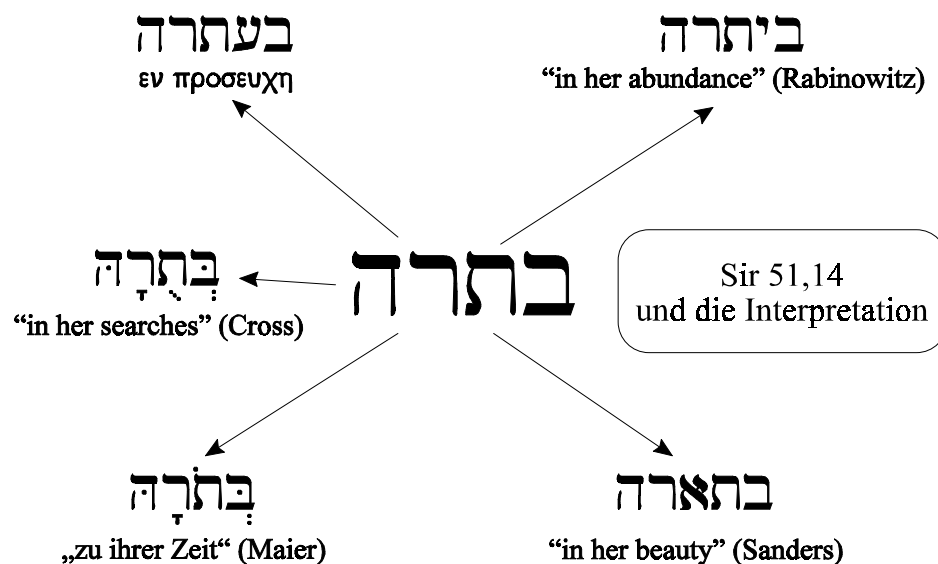 בעתרה
εν προσευχη
ביתרה
“in her abundance” (Rabinowitz)
בְּתֻרָהּ
“in her searches” (Cross)
בתרה
Sir 51,14
und die Interpretation
בְּתֹרָהּ
„zu ihrer Zeit“ (Maier)
בתארה
“in her beauty” (Sanders)